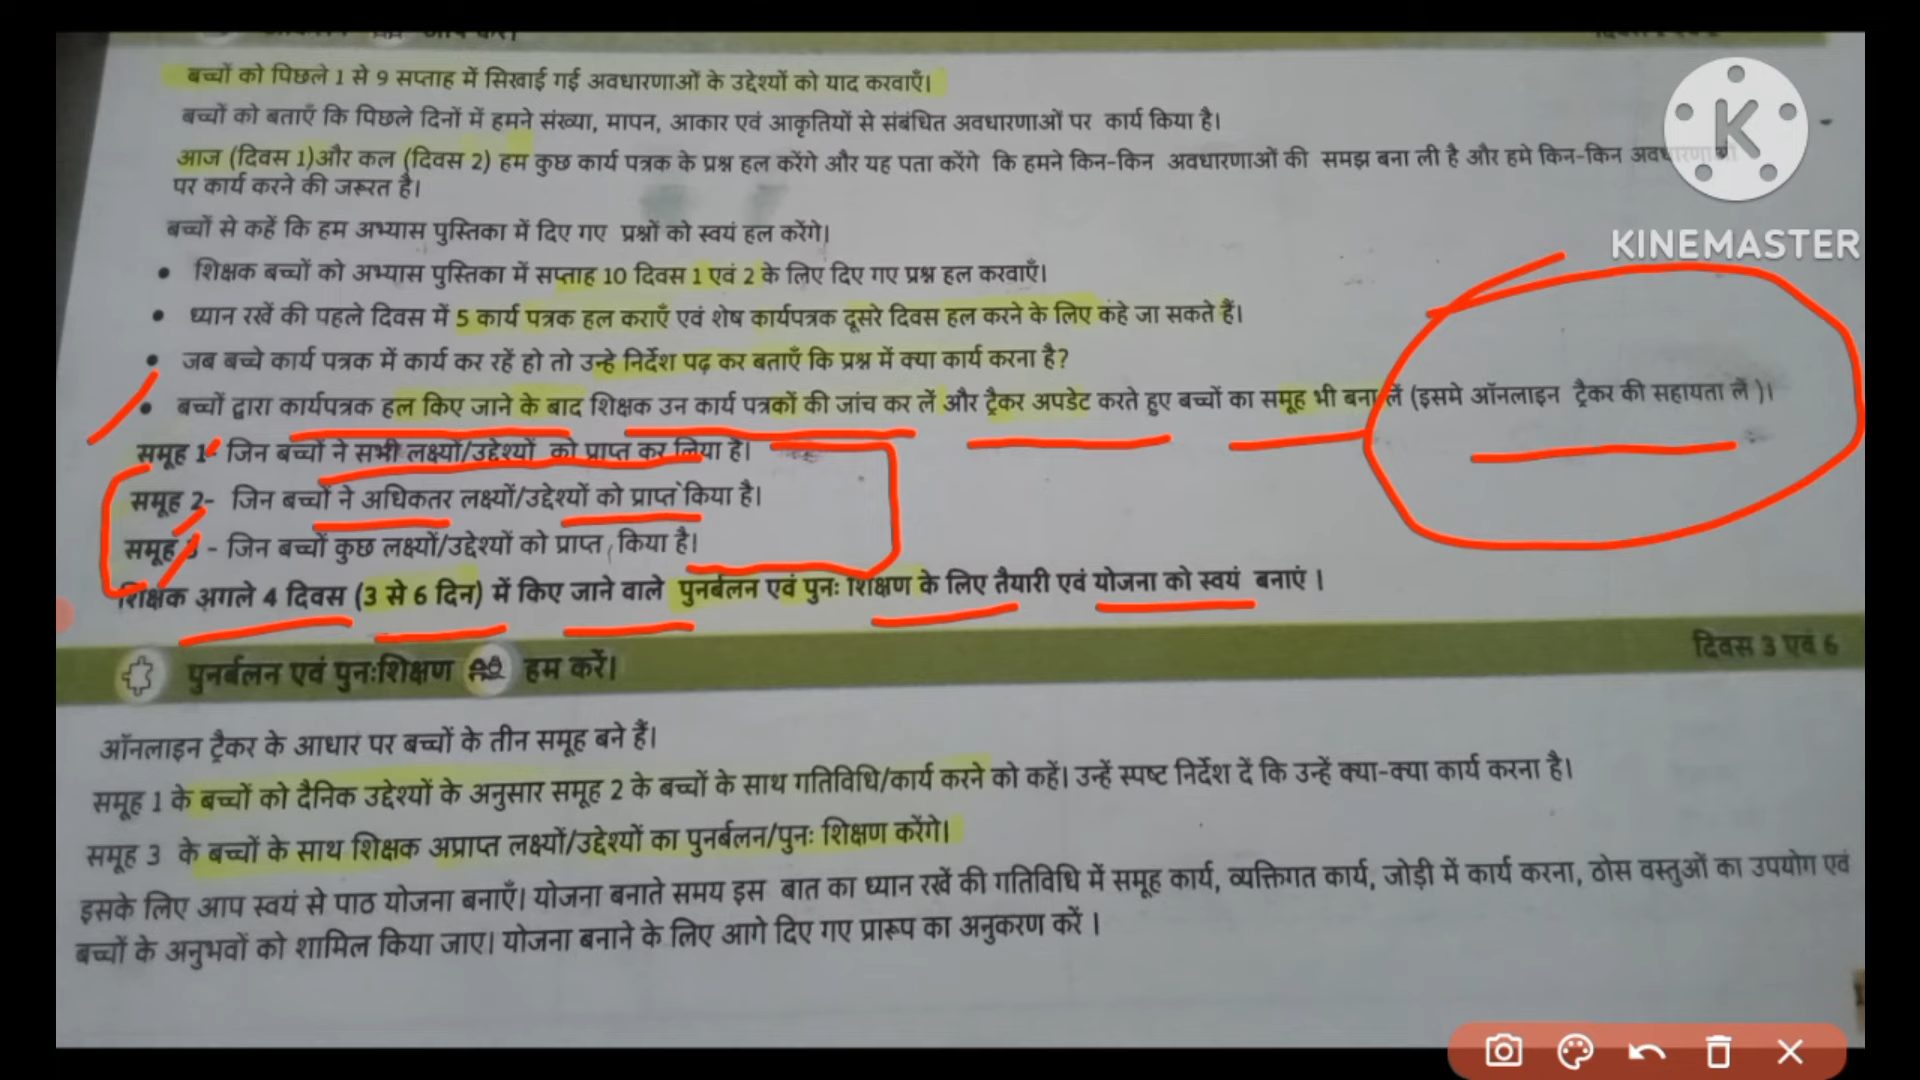 बच्चों को पिछले 1 से 9 सप्ताह में सिखाई गई अवधारणाओं के उद्देश्यों को याद करवाएँ।
बच्चों को बताएँ कि पिछले दिनों में हमने संख्या, मापन, आकार एवं आकृतियों से संबंधित अवधारणाओं पर कार्य किया है।
आज (दिवस 1)और कल (दिवस 2) हम कुछ कार्य पत्रक के प्रश्न हल करेंगे और यह पता करेंगे कि हमने किन-किन अवधारणाओं की समझ बना ली है और हमे किन-किन अवधारणाओं
पर कार्य करने की जरूरत है।
बच्चों से कहें कि हम अभ्यास पुस्तिका में दिए गए प्रश्नों को स्वयं हल करेंगे।
KINEMASTER
• शिक्षक बच्चों को अभ्यास पुस्तिका में सप्ताह 10 दिवस 1 एवं 2 के लिए दिए गए प्रश्न हल करवाएँ।
• ध्यान रखें की पहले दिवस में 5 कार्य पत्रक हल कराएँ एवं शेष कार्यपत्रक दूसरे दिवस हल करने के लिए कहे जा सकते हैं।
• जब बच्चे कार्य पत्रक में कार्य कर रहें हो तो उन्हे निर्देश पढ़ कर बताएँ कि प्रश्न में क्या कार्य करना है?
• बच्चों द्वारा कार्यपत्रक हल किए जाने के बाद शिक्षक उन कार्य पत्रकों की जांच कर लें और ट्रैकर अपडेट करते हुए बच्चों का समूह भी बना लें (इसमे ऑनलाइन ट्रैकर की सहायता लें )।
समूह 1- जिन बच्चों ने सभी लक्ष्यों/उद्देश्यों को प्राप्त कर लिया है।
समूह 2- जिन बच्चों ने अधिकतर लक्ष्यों/उद्देश्यों को प्राप्त किया है।
समूह 3 - जिन बच्चों कुछ लक्ष्यों/उद्देश्यों को प्राप्त किया है।
शिक्षक अगले 4 दिवस (3 से 6 दिन) में किए जाने वाले पुनर्बलन एवं पुनः शिक्षण के लिए तैयारी एवं योजना को स्वयं बनाएं ।
पुनर्बलन एवं पुनःशिक्षण हम करें।
दिवस 3 एवं 6
ऑनलाइन ट्रैकर के आधार पर बच्चों के तीन समूह बने हैं।
समूह 1 के बच्चों को दैनिक उद्देश्यों के अनुसार समूह 2 के बच्चों के साथ गतिविधि/कार्य करने को कहें। उन्हें स्पष्ट निर्देश दें कि उन्हें क्या-क्या कार्य करना है।
समूह 3 के बच्चों के साथ शिक्षक अप्राप्त लक्ष्यों/उद्देश्यों का पुनर्बलन/पुनः शिक्षण करेंगे।
इसके लिए आप स्वयं से पाठ योजना बनाएँ। योजना बनाते समय इस बात का ध्यान रखें की गतिविधि में समूह कार्य, व्यक्तिगत कार्य, जोड़ी में कार्य करना, ठोस वस्तुओं का उपयोग एवं
बच्चों के अनुभवों को शामिल किया जाए। योजना बनाने के लिए आगे दिए गए प्रारूप का अनुकरण करें ।